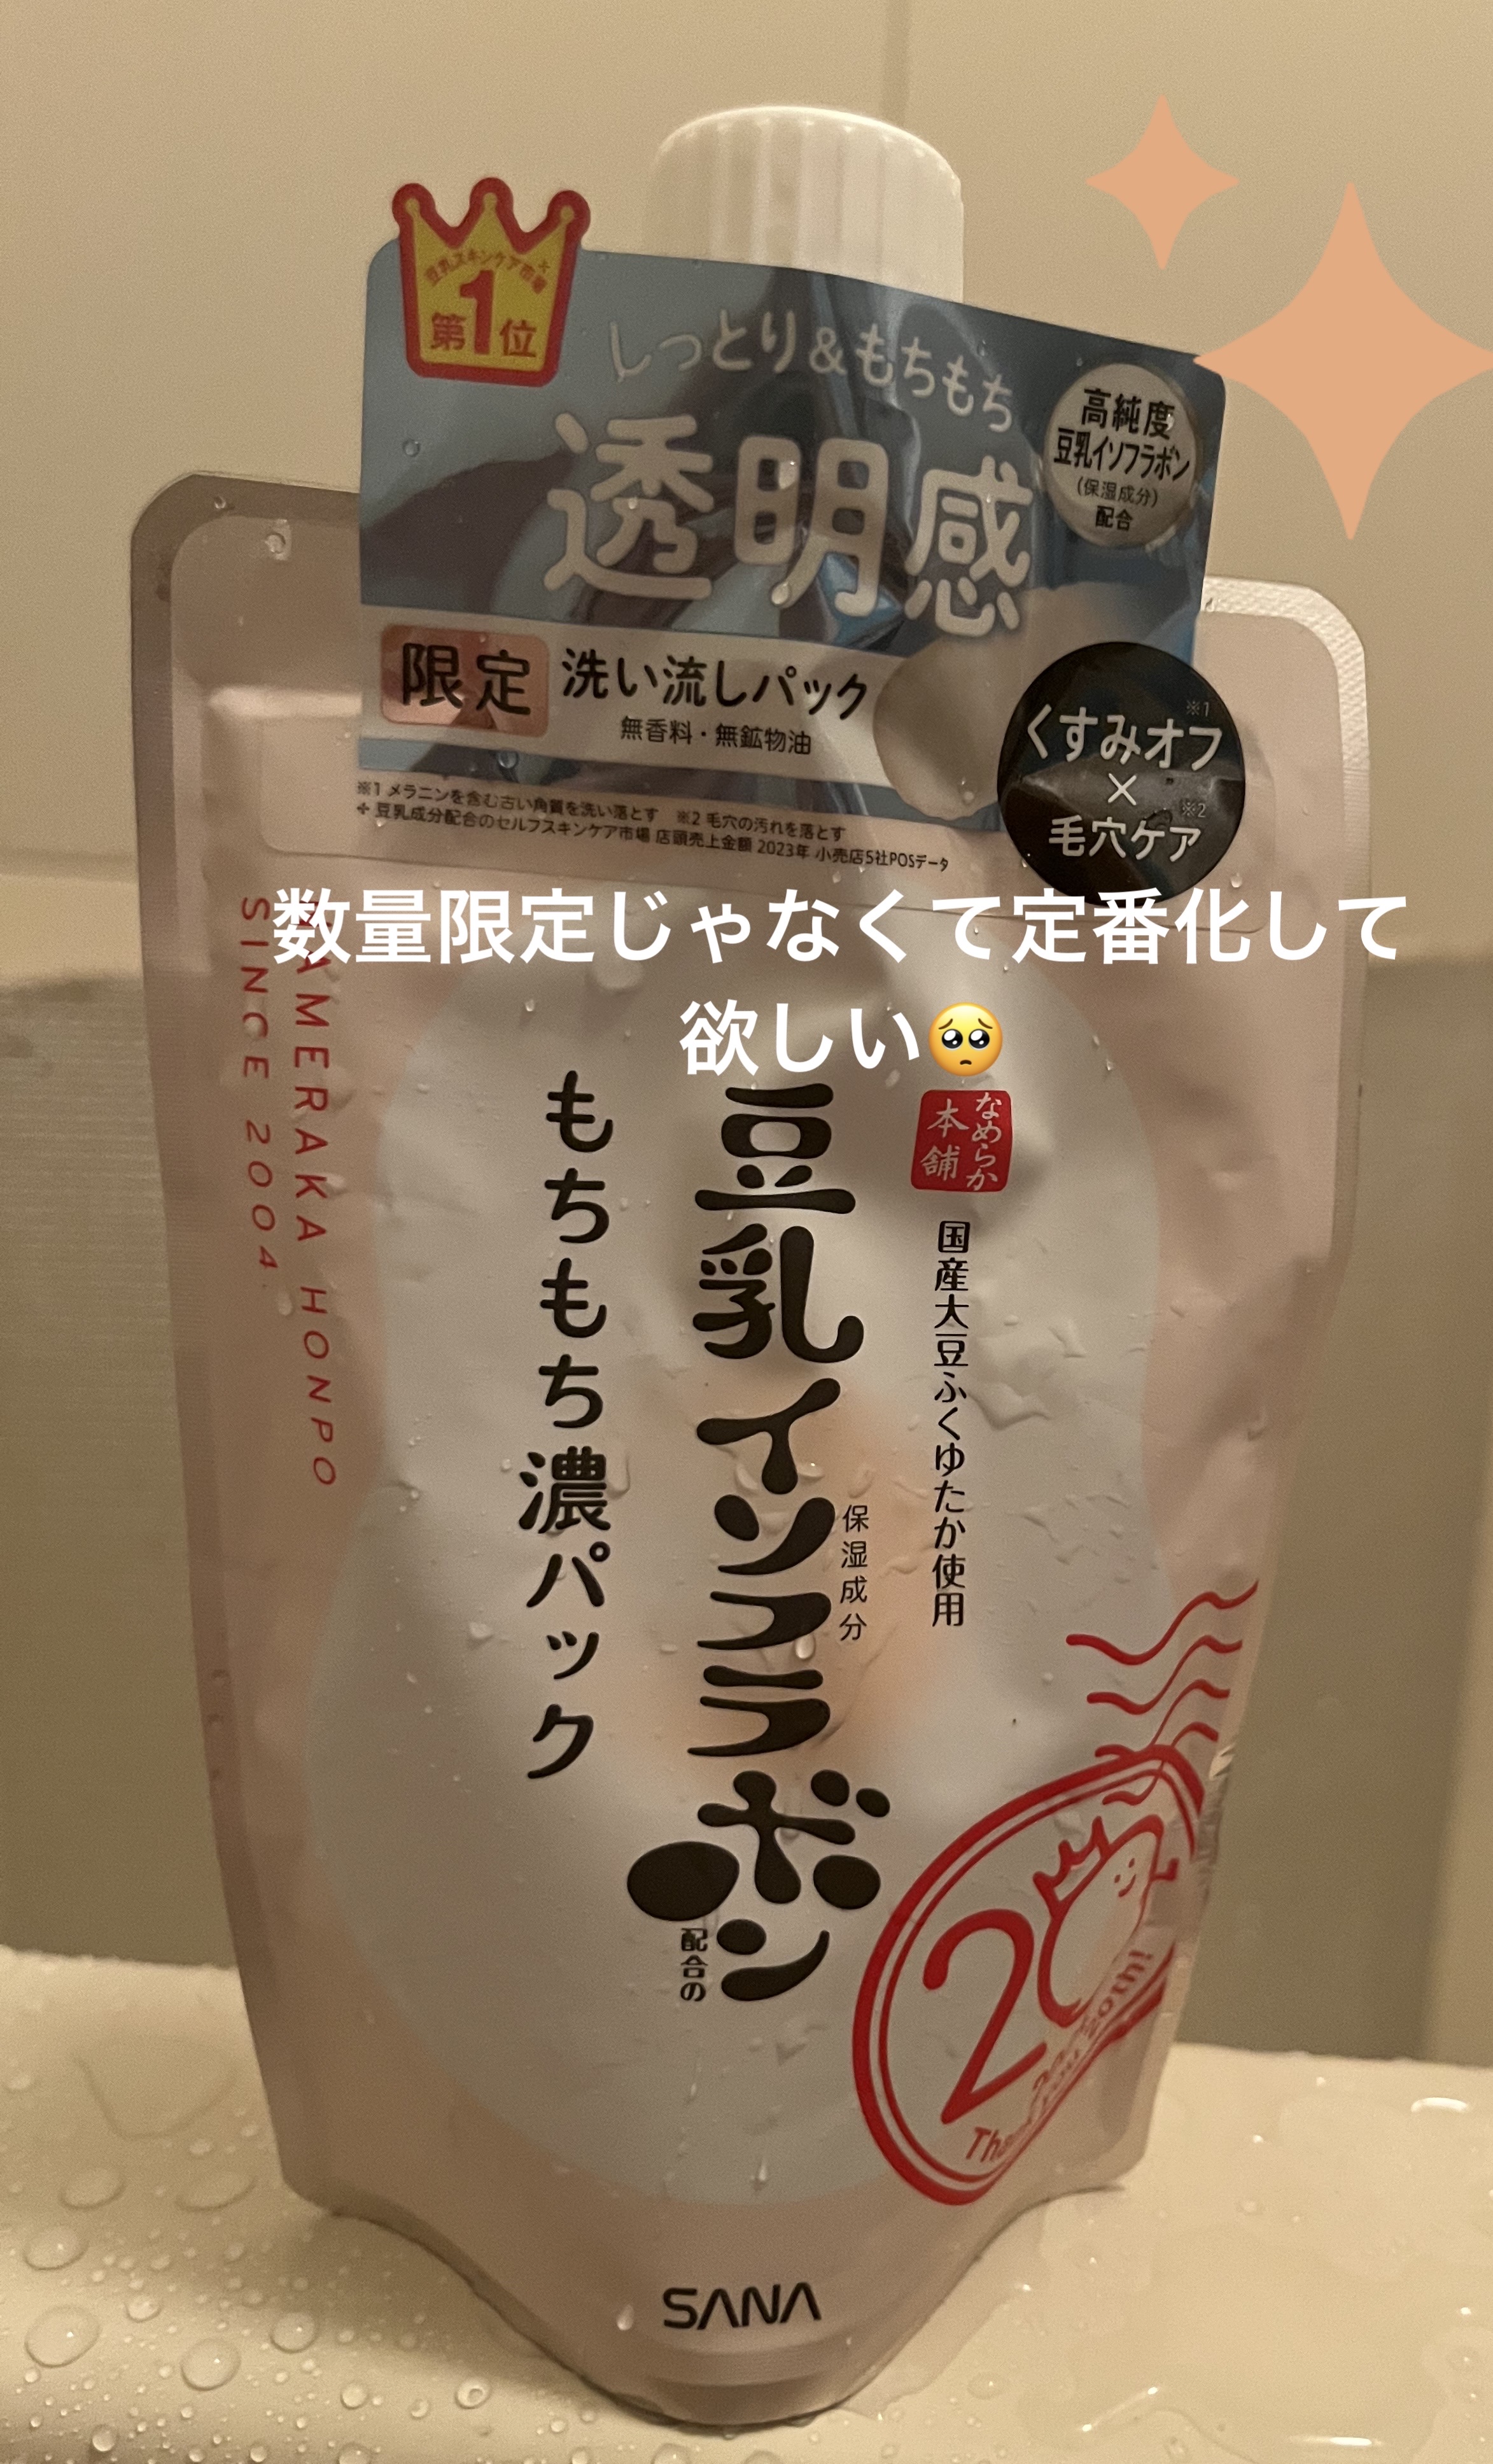 豆乳スキンケア市場✢
第1位
しっとり&もちもち
透明感
高純度
豆乳イソフラボン
(保湿成分)
配合
限定 洗い流しパック
無香料・無鉱物油
くすみオフ※1
×
毛穴ケア※2
※1 メラニンを含む古い角質を洗い落とす ※2 毛穴の汚れを落とす
✢ 豆乳成分配合のセルフスキンケア市場 店頭売上金額 2023年 小売店5社POSデータ
数量限定じゃなくて定番化して
欲しい🥺
なめらか
本舗
国産大豆ふくゆたか使用
豆乳イソフラボン
保湿成分
配合の
もちもち濃パック
NAMERAKA HONPO
SINCE 2004
20
SANA